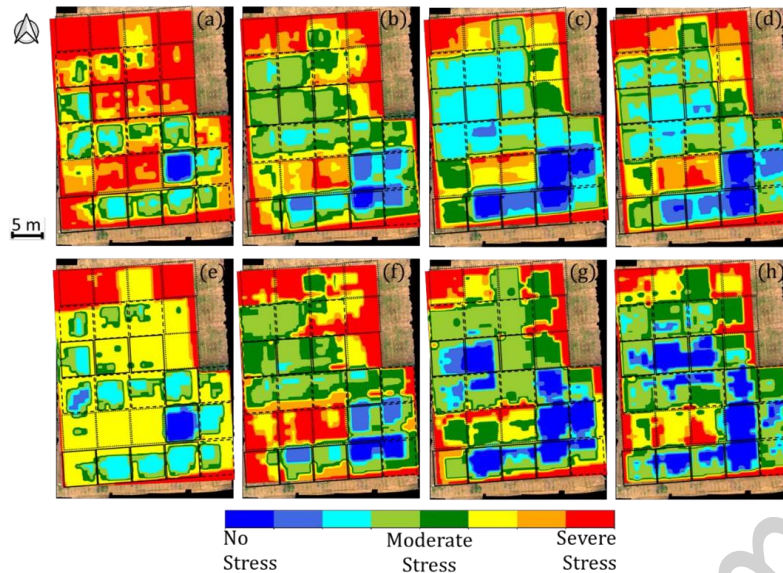 (a) (b) (c) (d)
5 m
(e) (f) (g) (h)
No Stress
Moderate Stress
Severe Stress